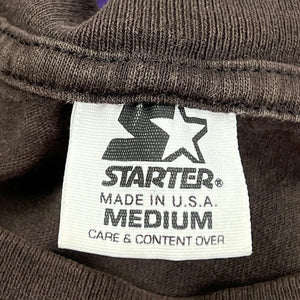 STARTER®
MADE IN U.S.A.
MEDIUM
CARE & CONTENT OVER